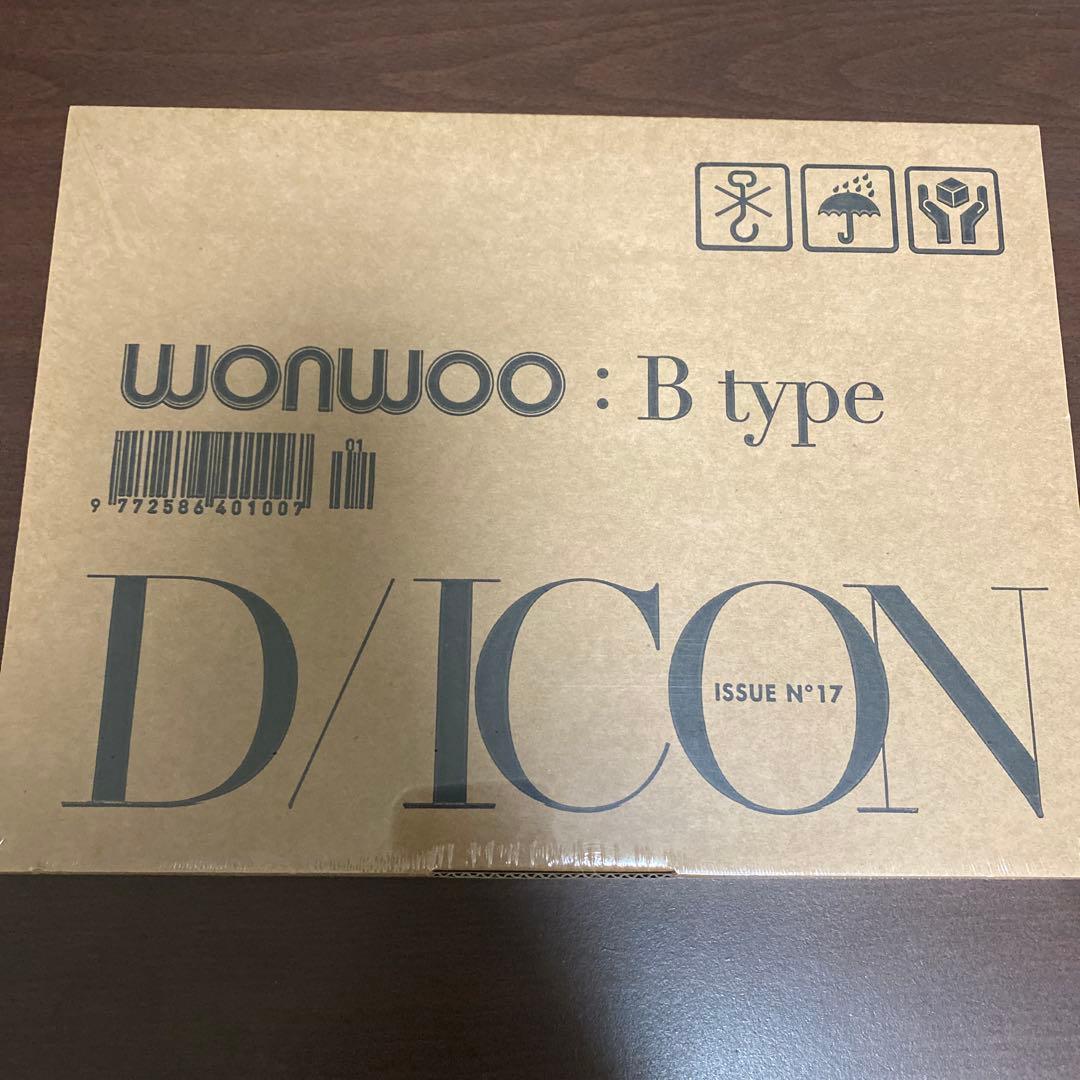 wonwoo : B type
01
9 772586 401007
D/ICON
ISSUE N°17